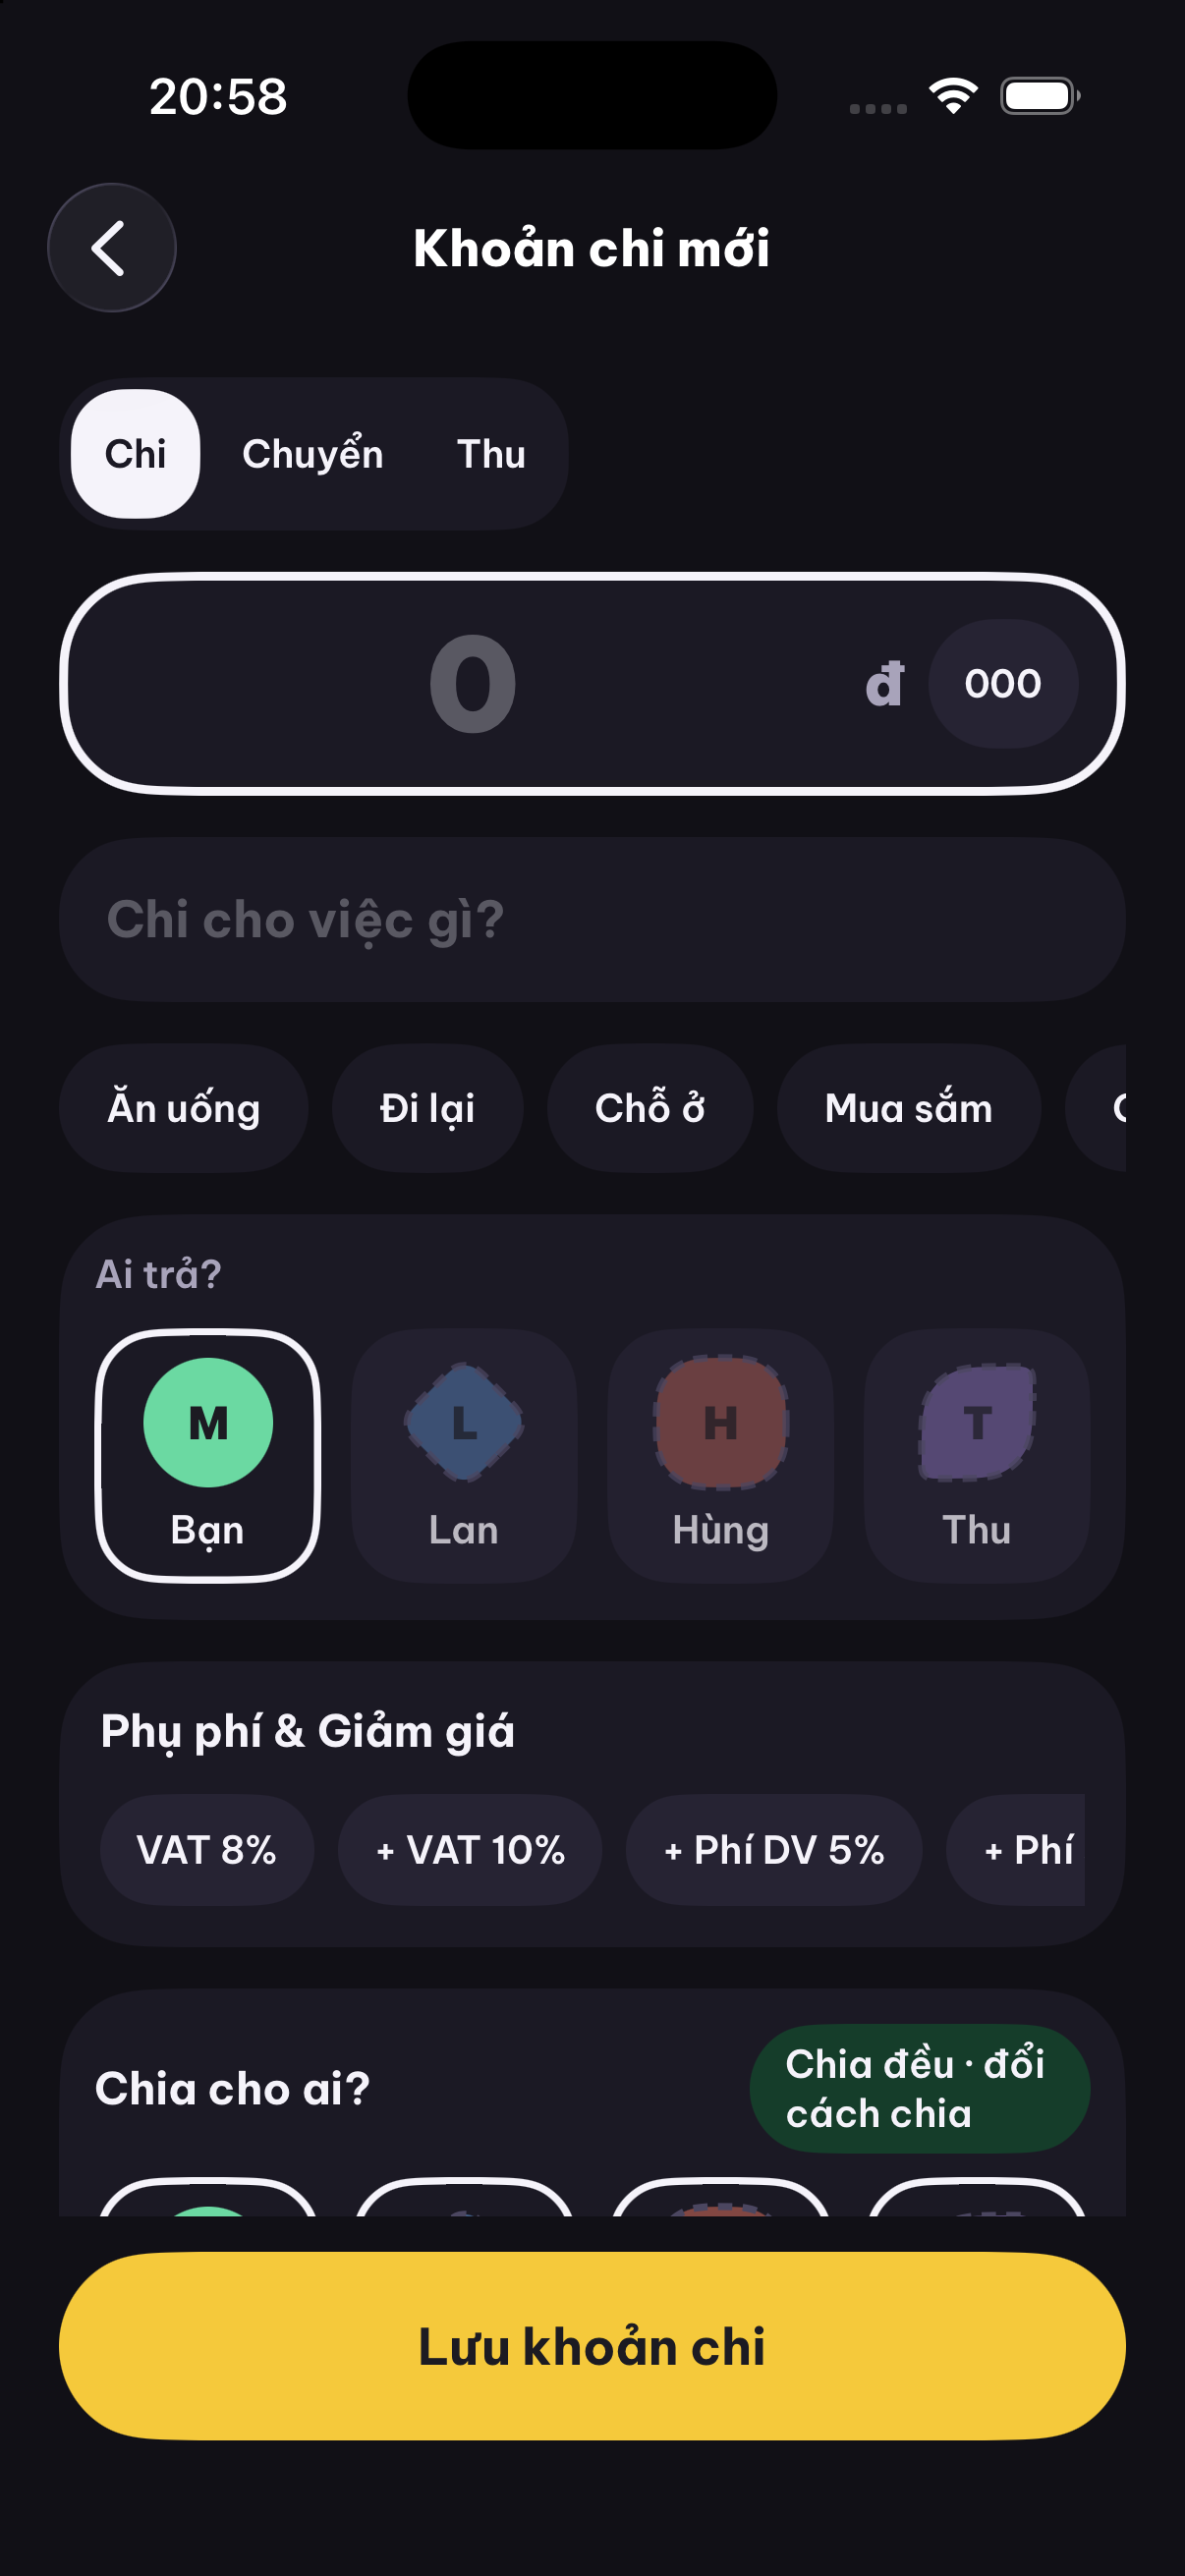 20:58
Khoản chi mới
Chi Chuyển Thu
0 đ 000
Chi cho việc gì?
Ăn uống Đi lại Chỗ ở Mua sắm
Ai trả?
M L H T
Bạn Lan Hùng Thu
Phụ phí & Giảm giá
VAT 8% + VAT 10% + Phí DV 5% + Phí
Chia cho ai?
Chia đều · đổi
cách chia
Lưu khoản chi